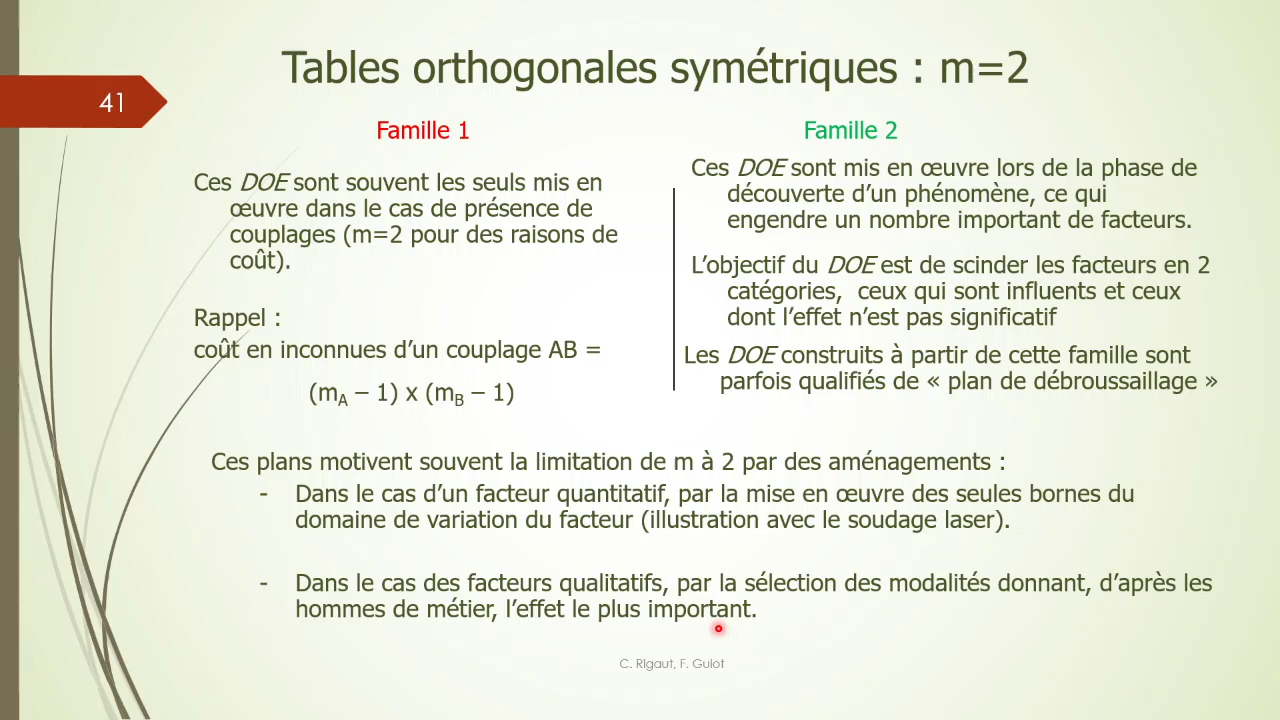 Tables orthogonales symétriques : m=2
41
Famille 1
Ces DOE sont souvent les seuls mis en
œuvre dans le cas de présence de
couplages (m=2 pour des raisons de
coût).
Rappel :
coût en inconnues d’un couplage AB =
(mA – 1) x (mB – 1)
Famille 2
Ces DOE sont mis en œuvre lors de la phase de
découverte d’un phénomène, ce qui
engendre un nombre important de facteurs.
L’objectif du DOE est de scinder les facteurs en 2
catégories,  ceux qui sont influents et ceux
dont l’effet n’est pas significatif
Les DOE construits à partir de cette famille sont
parfois qualifiés de « plan de débroussaillage »
Ces plans motivent souvent la limitation de m à 2 par des aménagements :
- Dans le cas d’un facteur quantitatif, par la mise en œuvre des seules bornes du
domaine de variation du facteur (illustration avec le soudage laser).
- Dans le cas des facteurs qualitatifs, par la sélection des modalités donnant, d’après les
hommes de métier, l’effet le plus important.
C. Rigaut, F. Guiot